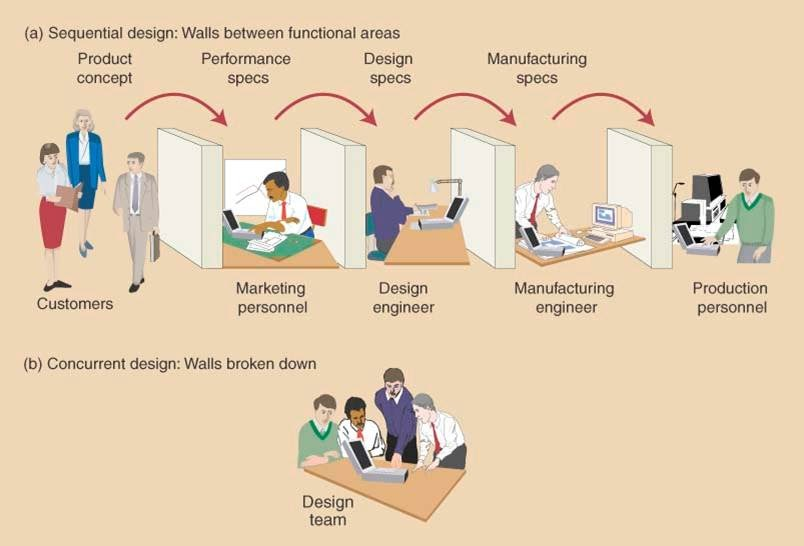 (a) Sequential design: Walls between functional areas
Product
concept
Performance
specs
Design
specs
Manufacturing
specs
Customers
Marketing
personnel
Design
engineer
Manufacturing
engineer
Production
personnel
(b) Concurrent design: Walls broken down
Design
team